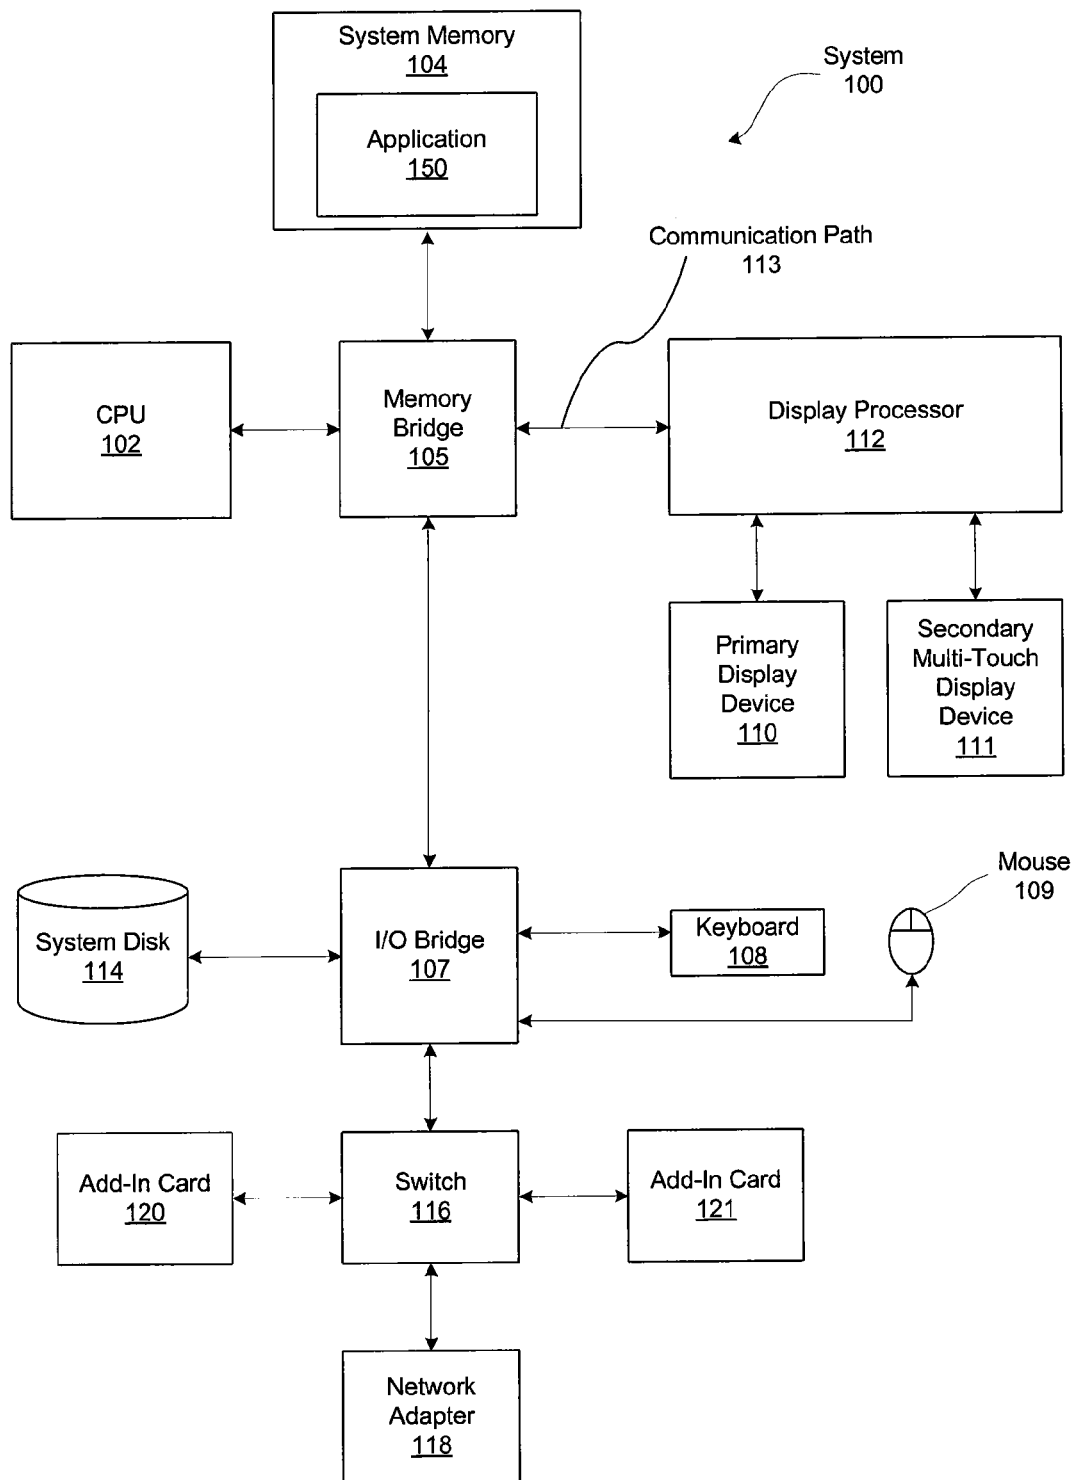 System Memory
104
Application
150
System
100
Communication Path
113
CPU
102
Memory
Bridge
105
Display Processor
112
Primary
Display
Device
110
Secondary
Multi-Touch
Display
Device
111
System Disk
114
I/O Bridge
107
Keyboard
108
Mouse
109
Add-In Card
120
Switch
116
Add-In Card
121
Network
Adapter
118